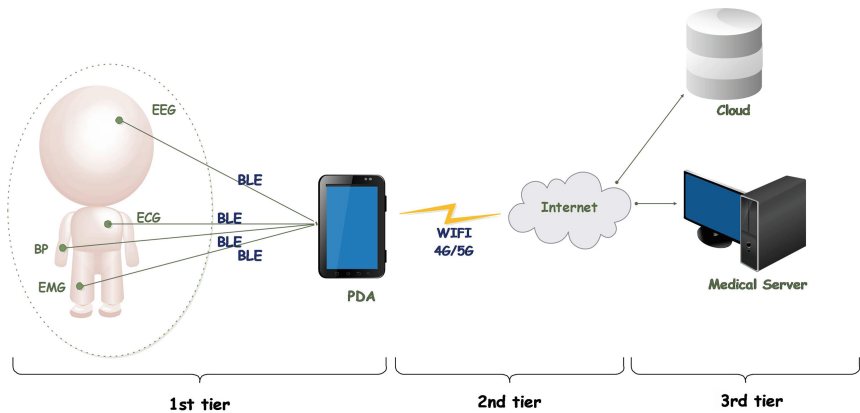 EEG
BLE
ECG
BLE
BP
BLE
BLE
EMG
PDA
WIFI
4G/5G
Internet
Cloud
Medical Server
1st tier
2nd tier
3rd tier